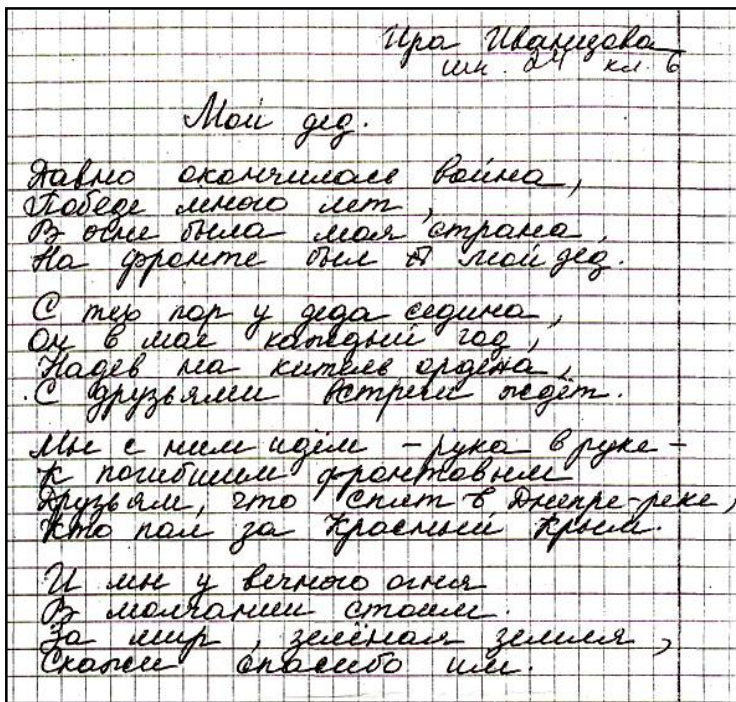 Ира Иванцова
шк. 24 кл. 6
Мой дед.
Давно окончилась война,
Победе много лет,
В огне была моя страна,
На фронте был мой дед.
С тех пор у деда седина,
Он в мае каждый год,
Надев на китель ордена,
С друзьями встречи ждёт.
Мы с ним идём - рука в руке -
К погибшим фронтовым
Друзьям, что спят в Днепре-реке,
Кто пал за Красный Крым.
И мы у вечного огня
В молчании стоим.
За мир, зелёная земля,
Скажи спасибо им.